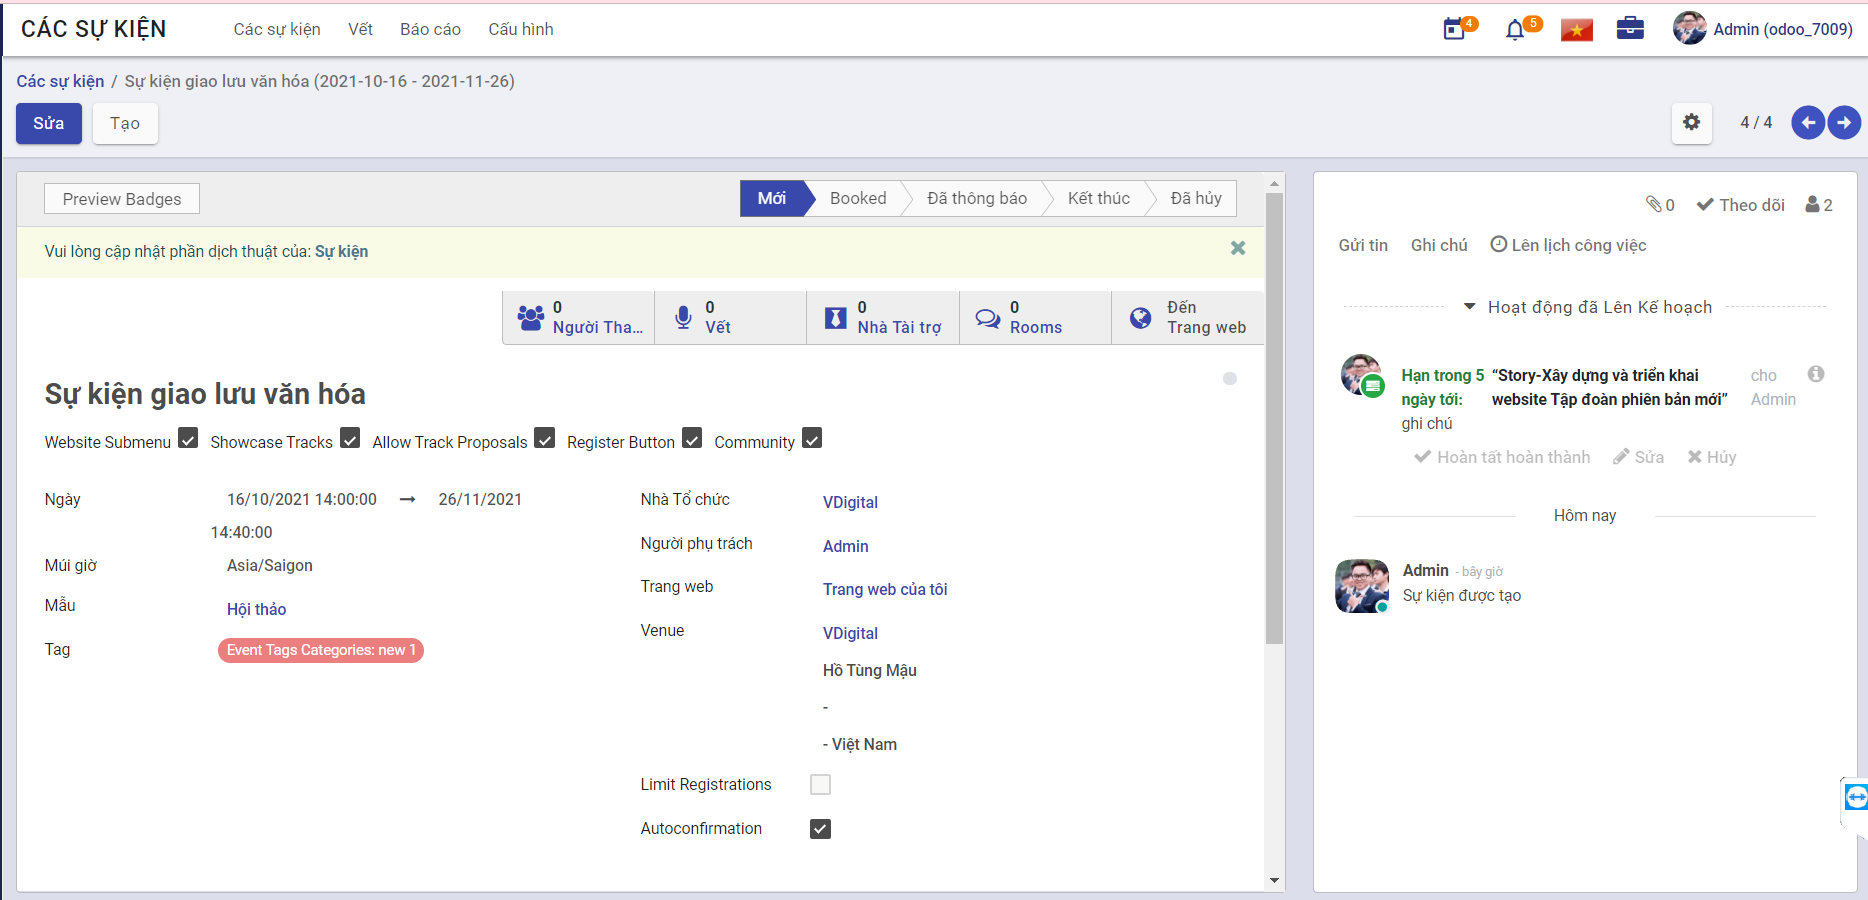 CÁC SỰ KIỆN
Các sự kiện Vết Báo cáo Cấu hình
4 5 Admin (odoo_7009)
Các sự kiện / Sự kiện giao lưu văn hóa (2021-10-16 - 2021-11-26)
Sửa Tạo
4 / 4
Preview Badges
Mới Booked Đã thông báo Kết thúc Đã hủy
Vui lòng cập nhật phần dịch thuật của: Sự kiện
0 Người Tha...
0 Vết
0 Nhà Tài trợ
0 Rooms
Đến Trang web
Sự kiện giao lưu văn hóa
Website Submenu Showcase Tracks Allow Track Proposals Register Button Community
Ngày 16/10/2021 14:00:00 → 26/11/2021
14:40:00
Múi giờ Asia/Saigon
Mẫu Hội thảo
Tag Event Tags Categories: new 1
Nhà Tổ chức VDigital
Người phụ trách Admin
Trang web Trang web của tôi
Venue VDigital
Hồ Tùng Mậu
-
- Việt Nam
Limit Registrations
Autoconfirmation
0 Theo dõi 2
Gửi tin Ghi chú Lên lịch công việc
Hoạt động đã Lên Kế hoạch
Hạn trong 5 “Story-Xây dựng và triển khai cho
ngày tới: website Tập đoàn phiên bản mới” Admin
ghi chú
Hoàn tất hoàn thành Sửa Hủy
Hôm nay
Admin - bây giờ
Sự kiện được tạo